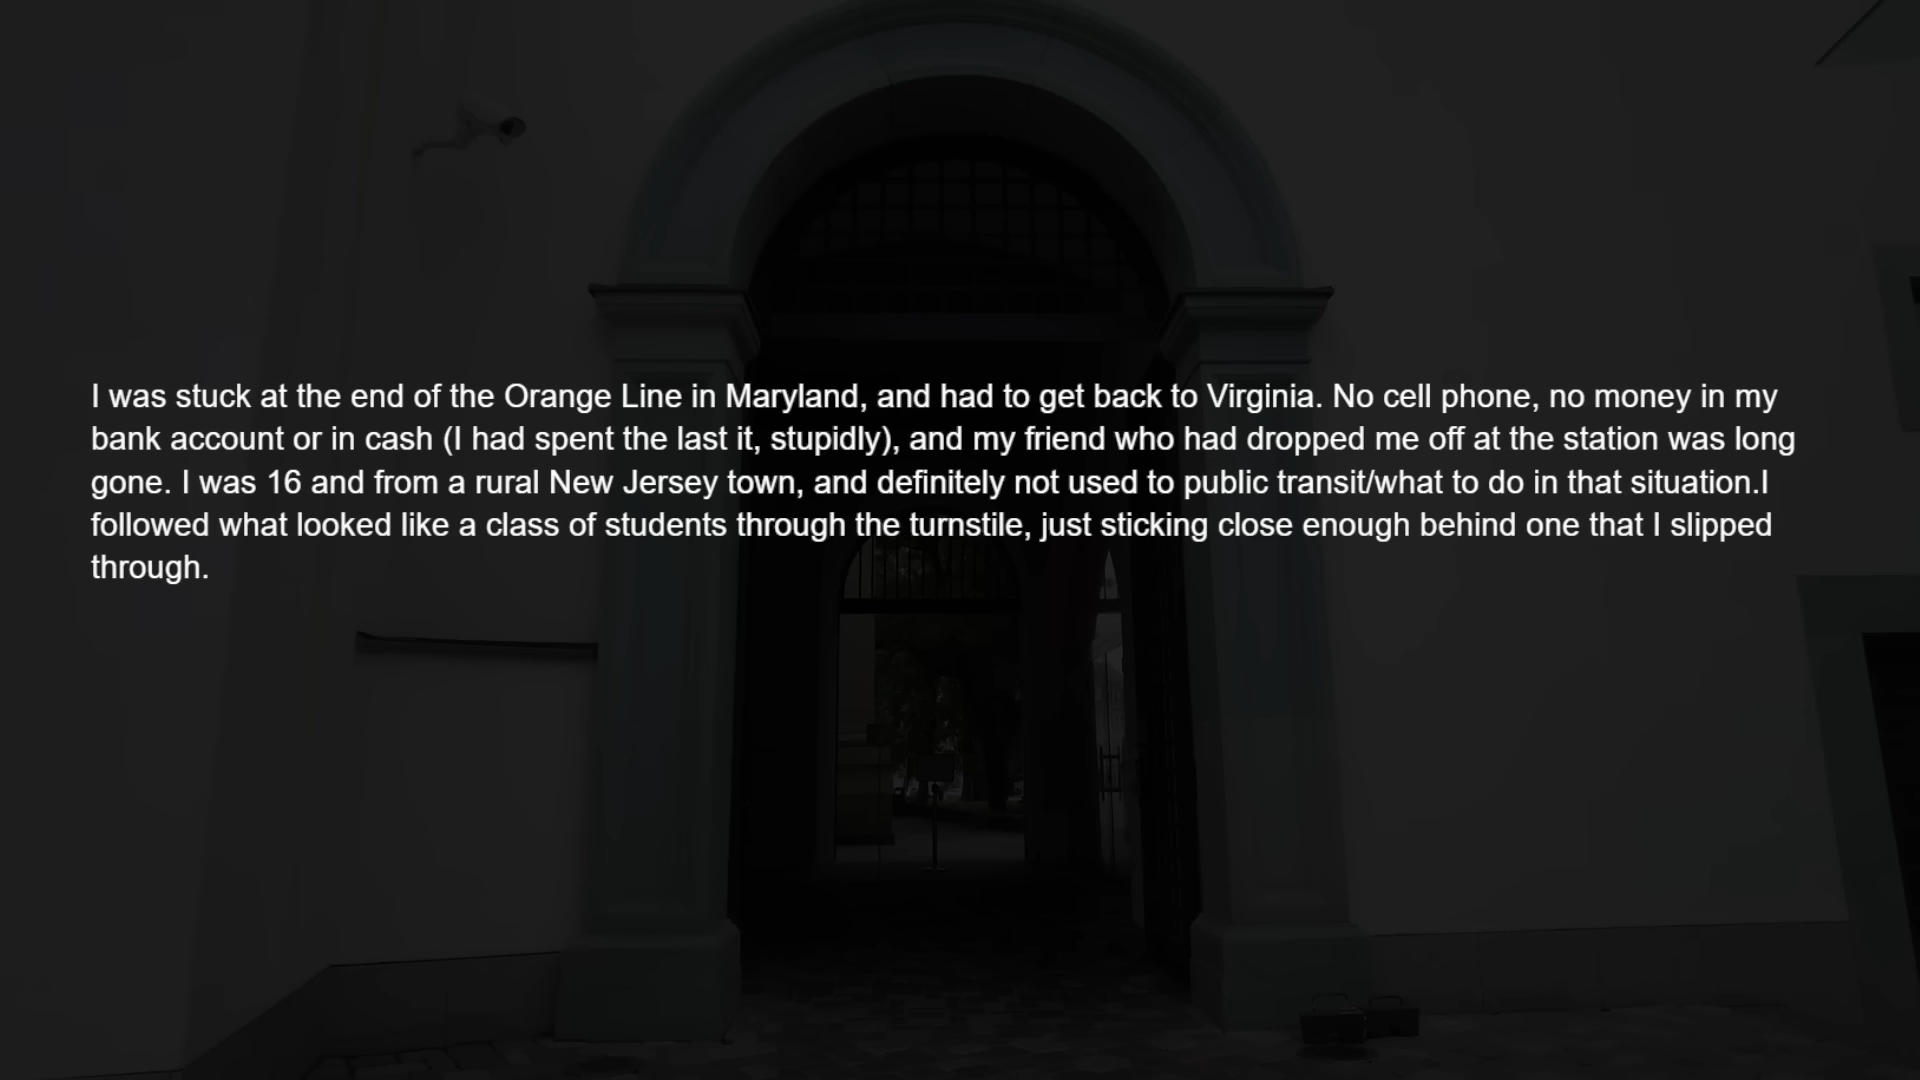 I was stuck at the end of the Orange Line in Maryland, and had to get back to Virginia. No cell phone, no money in my
bank account or in cash (I had spent the last it, stupidly), and my friend who had dropped me off at the station was long
gone. I was 16 and from a rural New Jersey town, and definitely not used to public transit/what to do in that situation.I
followed what looked like a class of students through the turnstile, just sticking close enough behind one that I slipped
through.